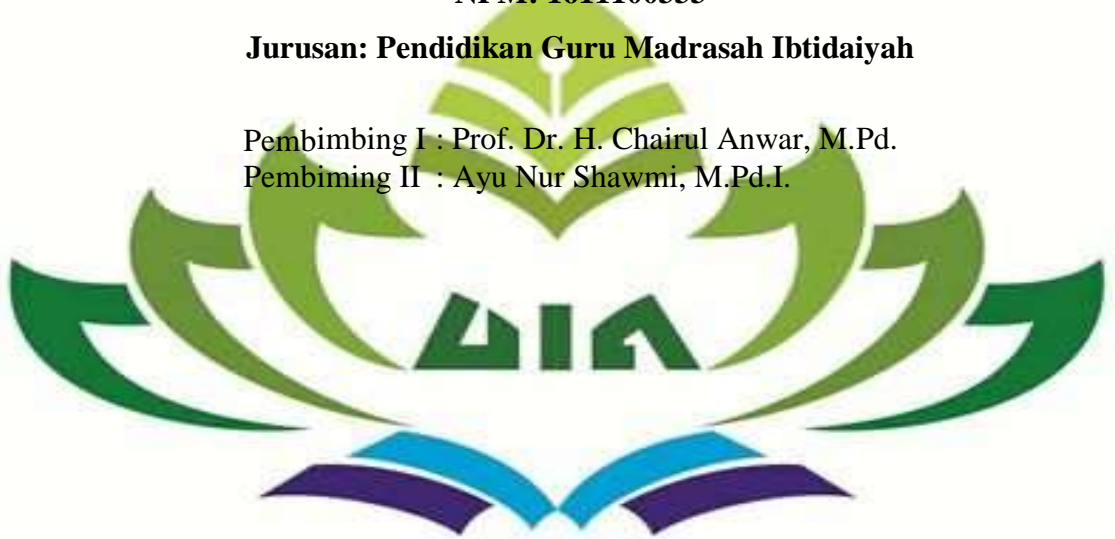 Jurusan: Pendidikan Guru Madrasah Ibtidaiyah
Pembimbing I : Prof. Dr. H. Chairul Anwar, M.Pd.
Pembiming II : Ayu Nur Shawmi, M.Pd.I.
UIN